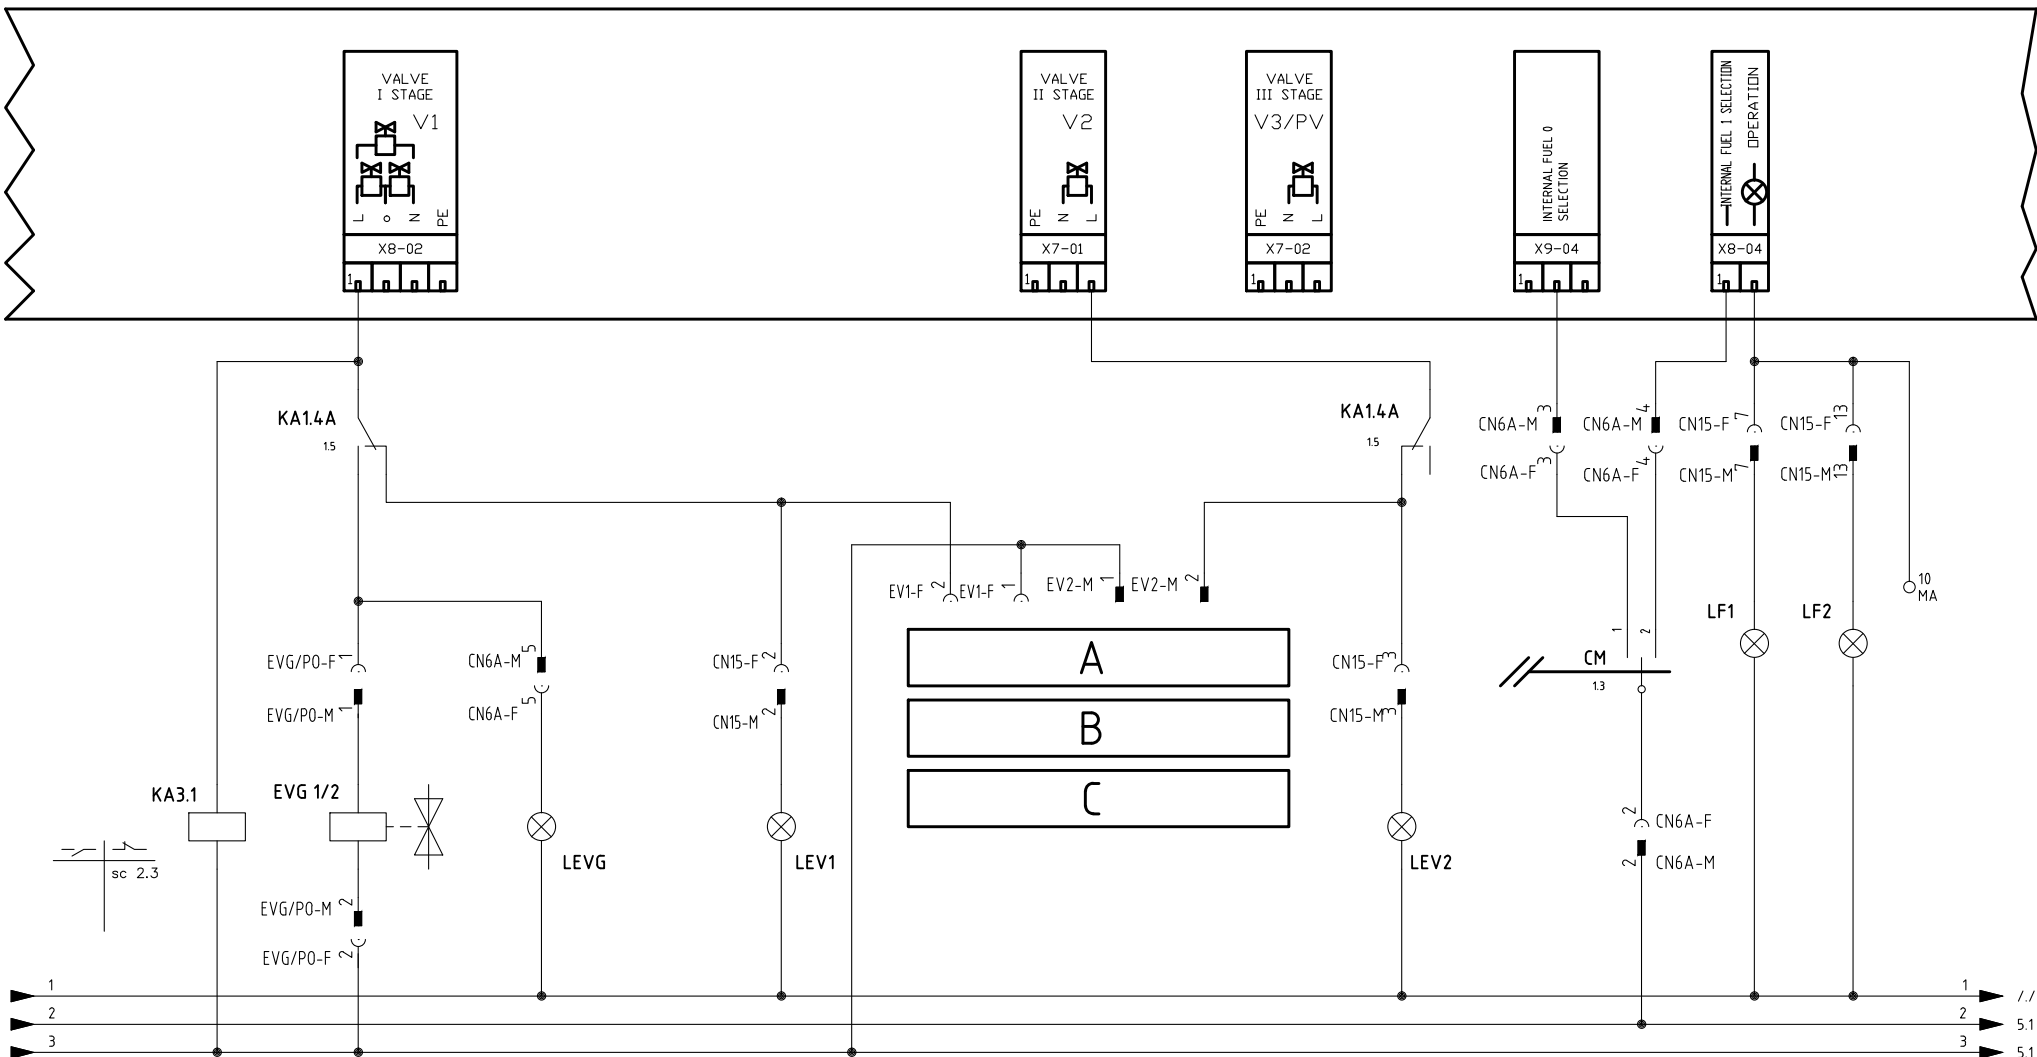 VALVE
I STAGE
V1
L
o
N
PE
X8-02
1
VALVE
II STAGE
V2
PE
N
L
X7-01
1
VALVE
III STAGE
V3/PV
PE
N
L
X7-02
1
INTERNAL FUEL 0
SELECTION
X9-04
1
INTERNAL FUEL 1 SELECTION
OPERATION
X8-04
1
KA1.4A
1.5
KA1.4A
1.5
CN6A-M 3
CN6A-F 3
CN6A-M 4
CN6A-F 4
CN15-F 7
CN15-M 7
CN15-F 13
CN15-M 13
EV1-F 2
EV1-F 1
EV2-M 1
EV2-M 2
10
MA
LF1
LF2
1
2
CM
1.3
EVG/PO-F 1
EVG/PO-M 1
CN6A-M 5
CN6A-F 5
CN15-F 2
CN15-M 2
A
B
C
CN15-F 3
CN15-M 3
KA3.1
EVG 1/2
LEVG
LEV1
LEV2
2 CN6A-F
2 CN6A-M
sc 2.3
EVG/PO-M 2
EVG/PO-F 2
1
1
/./
2
2
5.1
3
3
5.1